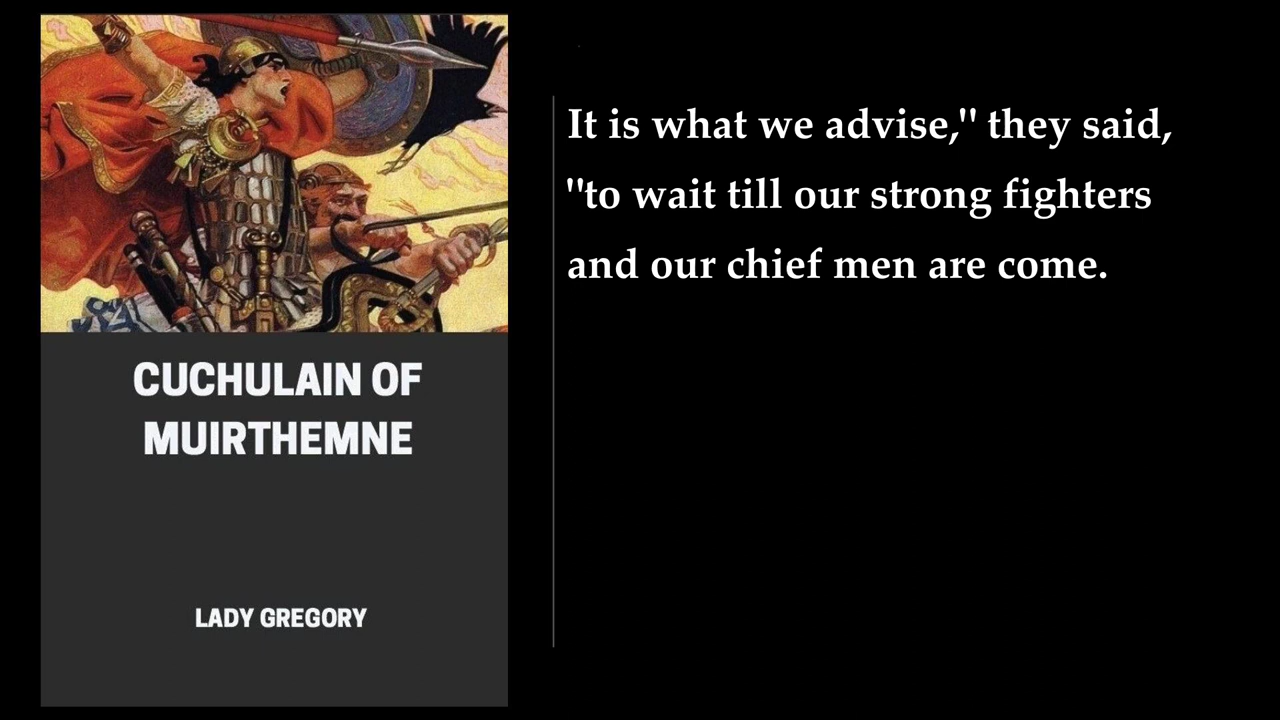 CUCHULAIN OF
MUIRTHEMNE
LADY GREGORY
It is what we advise," they said,
"to wait till our strong fighters
and our chief men are come.